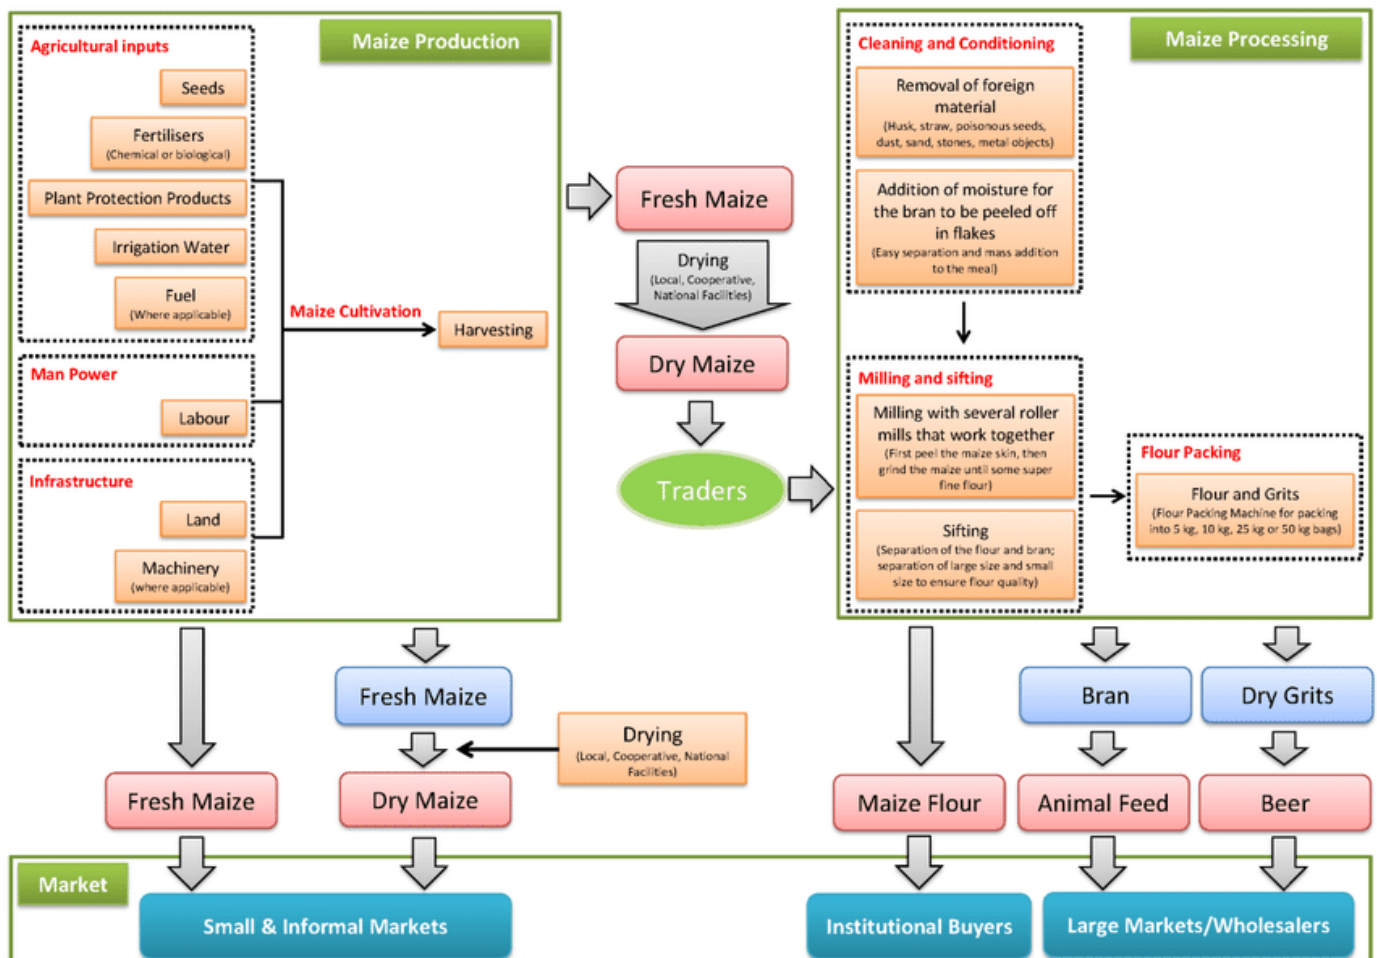 Maize Production
Agricultural inputs
Seeds
Fertilisers
(Chemical or biological)
Plant Protection Products
Irrigation Water
Fuel
(Where applicable)
Maize Cultivation
Harvesting
Man Power
Labour
Infrastructure
Land
Machinery
(where applicable)
Fresh Maize
Drying
(Local, Cooperative,
National Facilities)
Dry Maize
Traders
Maize Processing
Cleaning and Conditioning
Removal of foreign
material
(Husk, straw, poisonous seeds,
dust, sand, stones, metal objects)
Addition of moisture for
the bran to be peeled off
in flakes
(Easy separation and mass addition
to the meal)
Milling and sifting
Milling with several roller
mills that work together
(First peel the maize skin, then
grind the maize until some super
fine flour)
Sifting
(Separation of the flour and bran;
separation of large size and small
size to ensure flour quality)
Flour Packing
Flour and Grits
(Flour Packing Machine for packing
into 5 kg, 10 kg, 25 kg or 50 kg bags)
Fresh Maize
Drying
(Local, Cooperative, National
Facilities)
Fresh Maize
Dry Maize
Bran
Dry Grits
Maize Flour
Animal Feed
Beer
Market
Small & Informal Markets
Institutional Buyers
Large Markets/Wholesalers